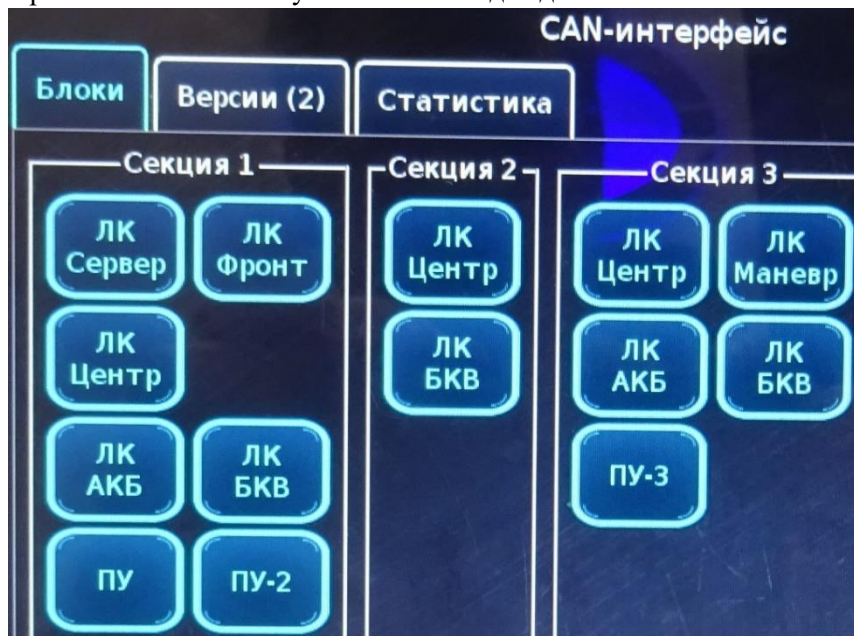 CAN-интерфейс
Блоки
Версии (2)
Статистика
Секция 1
ЛК
Сервер
ЛК
Фронт
ЛК
Центр
ЛК
АКБ
ЛК
БКВ
ПУ
ПУ-2
Секция 2
ЛК
Центр
ЛК
БКВ
Секция 3
ЛК
Центр
ЛК
Маневр
ЛК
АКБ
ЛК
БКВ
ПУ-3